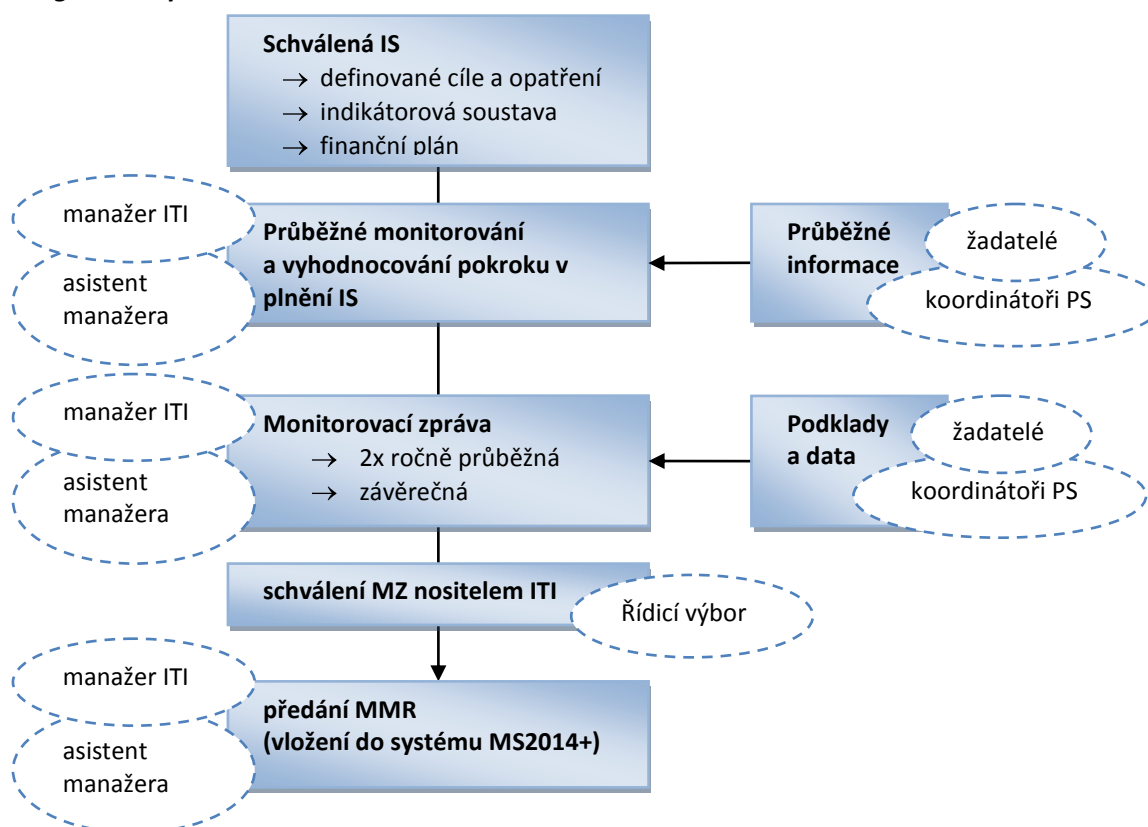 Schválená IS
→ definované cíle a opatření
→ indikátorová soustava
→ finanční plán
manažer ITI
asistent
manažera
Průběžné monitorování
a vyhodnocování pokroku v
plnění IS
Průběžné
informace
žadatelé
koordinátoři PS
manažer ITI
asistent
manažera
Monitorovací zpráva
→ 2x ročně průběžná
→ závěrečná
Podklady
a data
žadatelé
koordinátoři PS
schválení MZ nositelem ITI
Řídicí výbor
manažer ITI
asistent
manažera
předání MMR
(vložení do systému MS2014+)